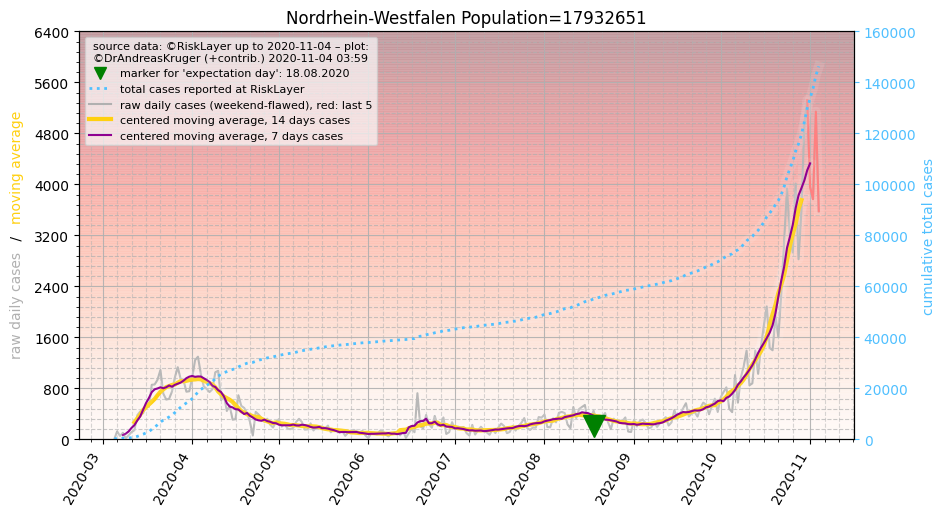 Nordrhein-Westfalen Population=17932651
source data: ©RiskLayer up to 2020-11-04 – plot:
©DrAndreasKruger (+contrib.) 2020-11-04 03:59
marker for 'expectation day': 18.08.2020
total cases reported at RiskLayer
raw daily cases (weekend-flawed), red: last 5
centered moving average, 14 days cases
centered moving average, 7 days cases
raw daily cases / moving average
6400
5600
4800
4000
3200
2400
1600
800
0
160000
140000
120000
100000
80000
60000
40000
20000
0
cumulative total cases
2020-03
2020-04
2020-05
2020-06
2020-07
2020-08
2020-09
2020-10
2020-11